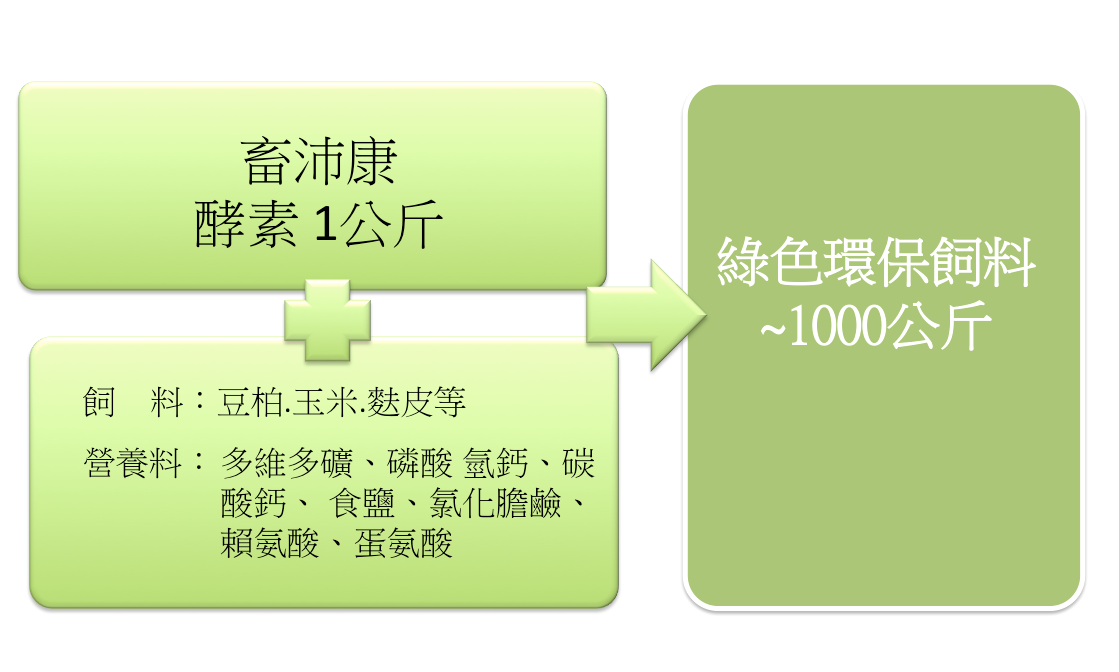 畜沛康
酵素 1公斤
飼　料：豆柏.玉米.麩皮等
營養料： 多維多礦、磷酸 氫鈣、碳
酸鈣、 食鹽、氯化膽鹼、
賴氨酸、蛋氨酸
綠色環保飼料
~1000公斤